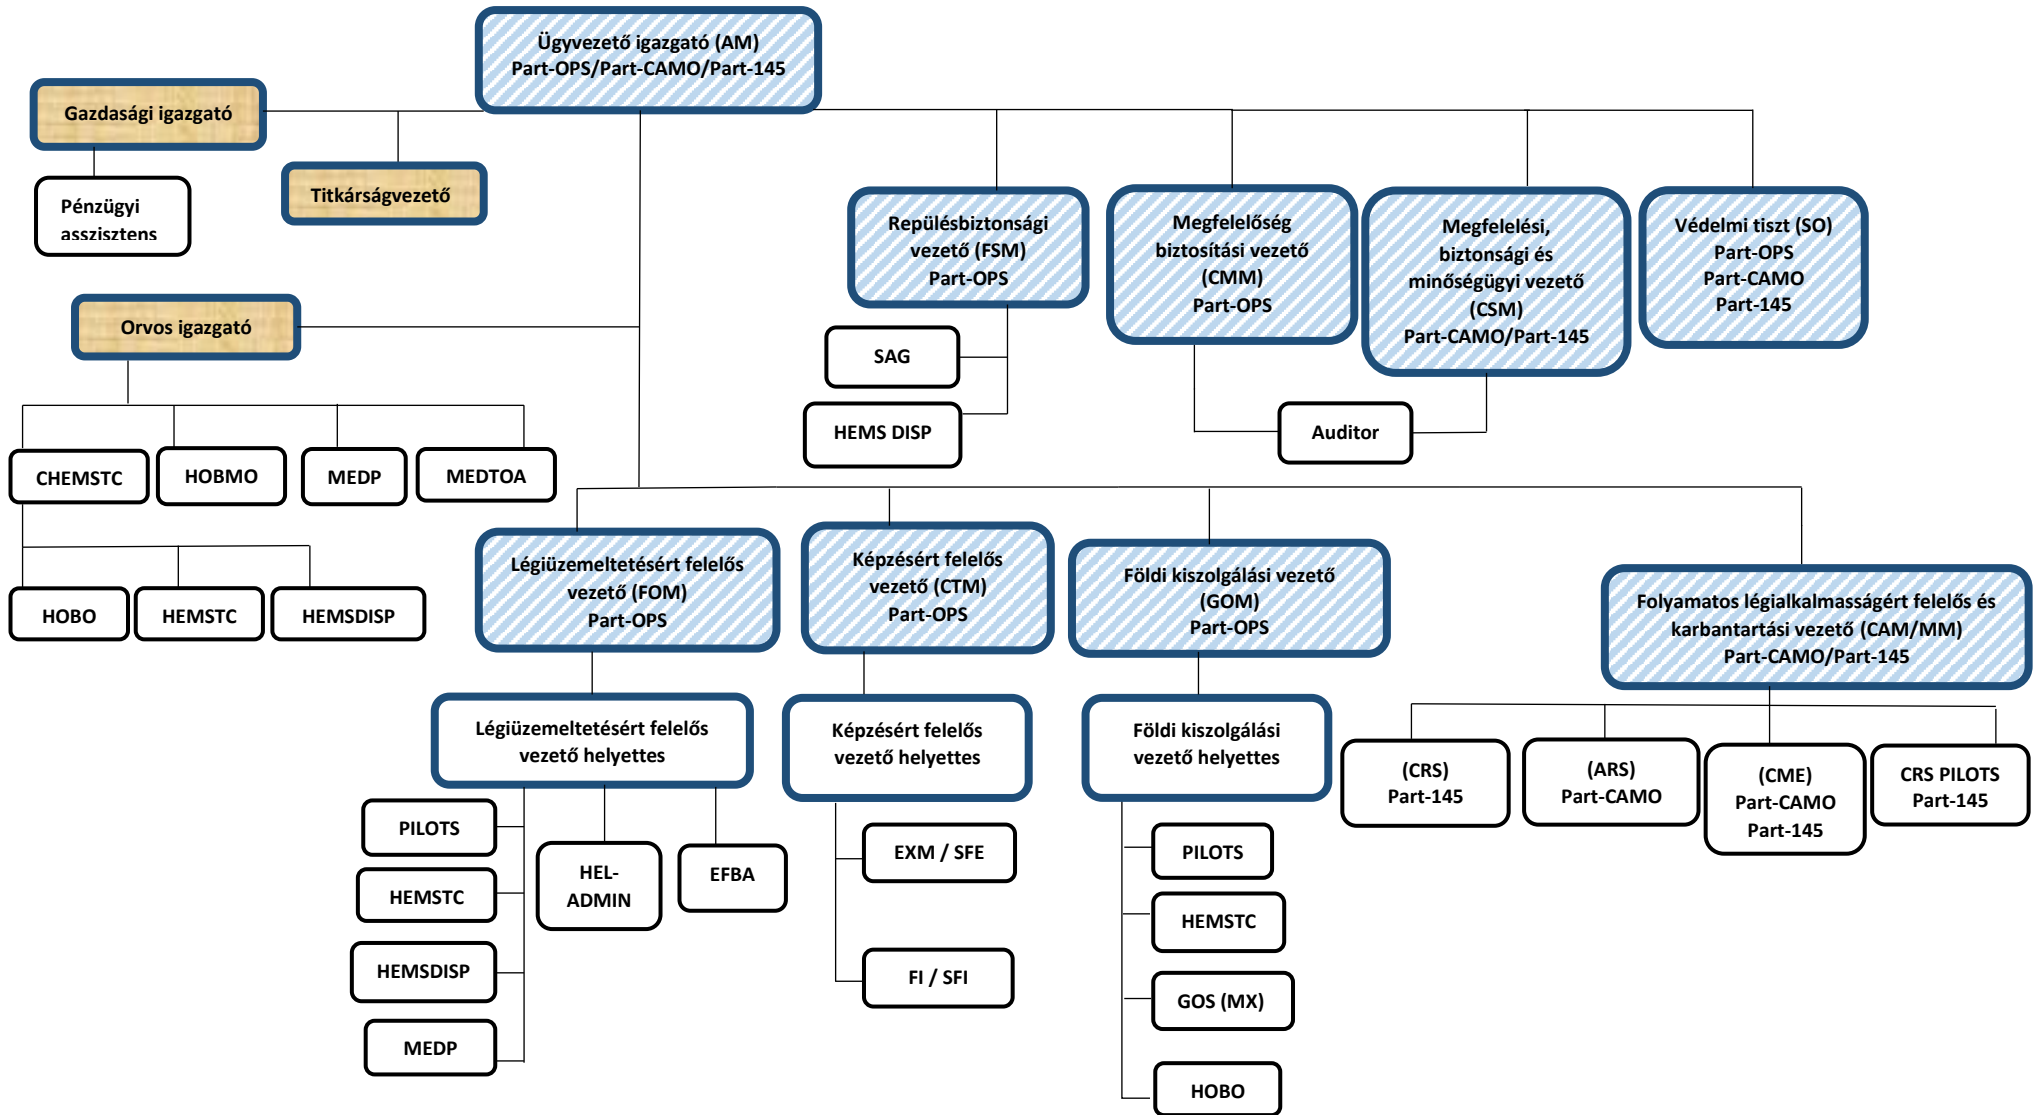 Ügyvezető igazgató (AM)
Part-OPS/Part-CAMO/Part-145
Gazdasági igazgató
Pénzügyi
asszisztens
Titkárságvezető
Repülésbiztonsági
vezető (FSM)
Part-OPS
Megfelelőség
biztosítási vezető
(CMM)
Part-OPS
Megfelelési,
biztonsági és
minőségügyi vezető
(CSM)
Part-CAMO/Part-145
Védelmi tiszt (SO)
Part-OPS
Part-CAMO
Part-145
Orvos igazgató
SAG
HEMS DISP
Auditor
CHEMSTC
HOBMO
MEDP
MEDTOA
HOBO
HEMSTC
HEMSDISP
Légiüzemeltetésért felelős
vezető (FOM)
Part-OPS
Képzésért felelős
vezető (CTM)
Part-OPS
Földi kiszolgálási vezető
(GOM)
Part-OPS
Folyamatos légialkalmasságért felelős és
karbantartási vezető (CAM/MM)
Part-CAMO/Part-145
Légiüzemeltetésért felelős
vezető helyettes
Képzésért felelős
vezető helyettes
Földi kiszolgálási
vezető helyettes
(CRS)
Part-145
(ARS)
Part-CAMO
(CME)
Part-CAMO
Part-145
CRS PILOTS
Part-145
PILOTS
HEMSTC
HEMSDISP
MEDP
HEL-
ADMIN
EFBA
EXM / SFE
FI / SFI
PILOTS
HEMSTC
GOS (MX)
HOBO